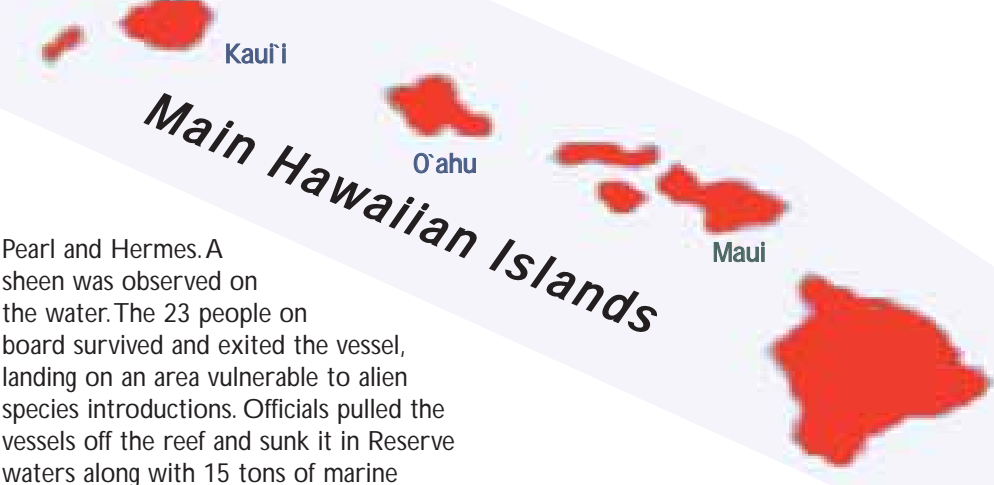 Kaui`i
O`ahu
Maui
Main Hawaiian Islands
Pearl and Hermes. A
sheen was observed on
the water. The 23 people on
board survived and exited the vessel,
landing on an area vulnerable to alien
species introductions. Officials pulled the
vessels off the reef and sunk it in Reserve
waters along with 15 tons of marine